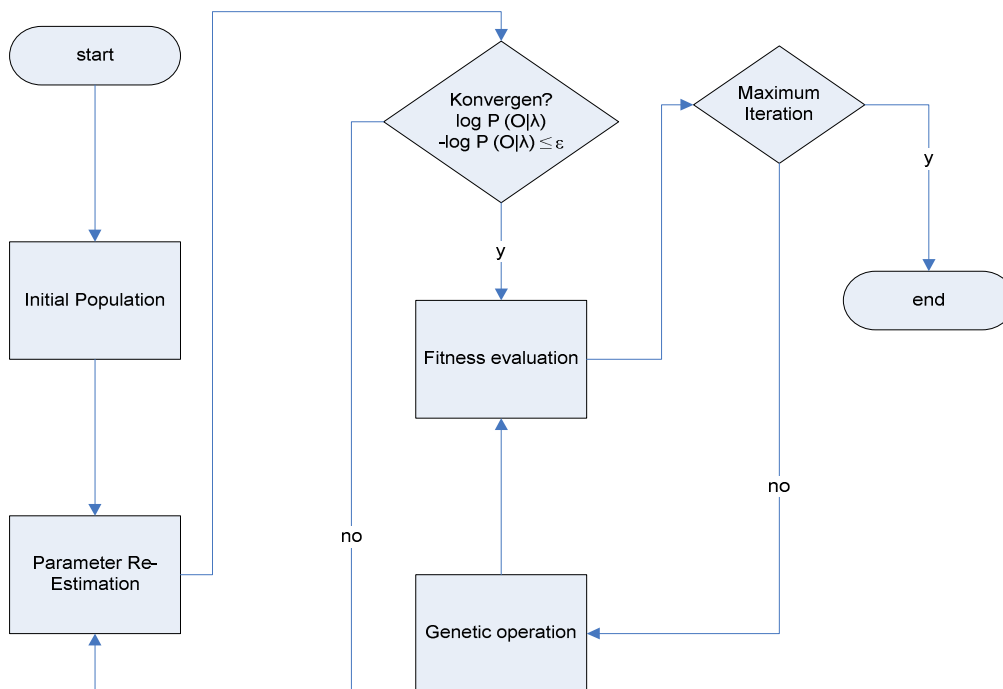 start
Initial Population
Parameter Re-
Estimation
Konvergen?
log P (O|λ)
-log P (O|λ) ≤ ε
y
no
Fitness evaluation
Genetic operation
Maximum
Iteration
y
no
end